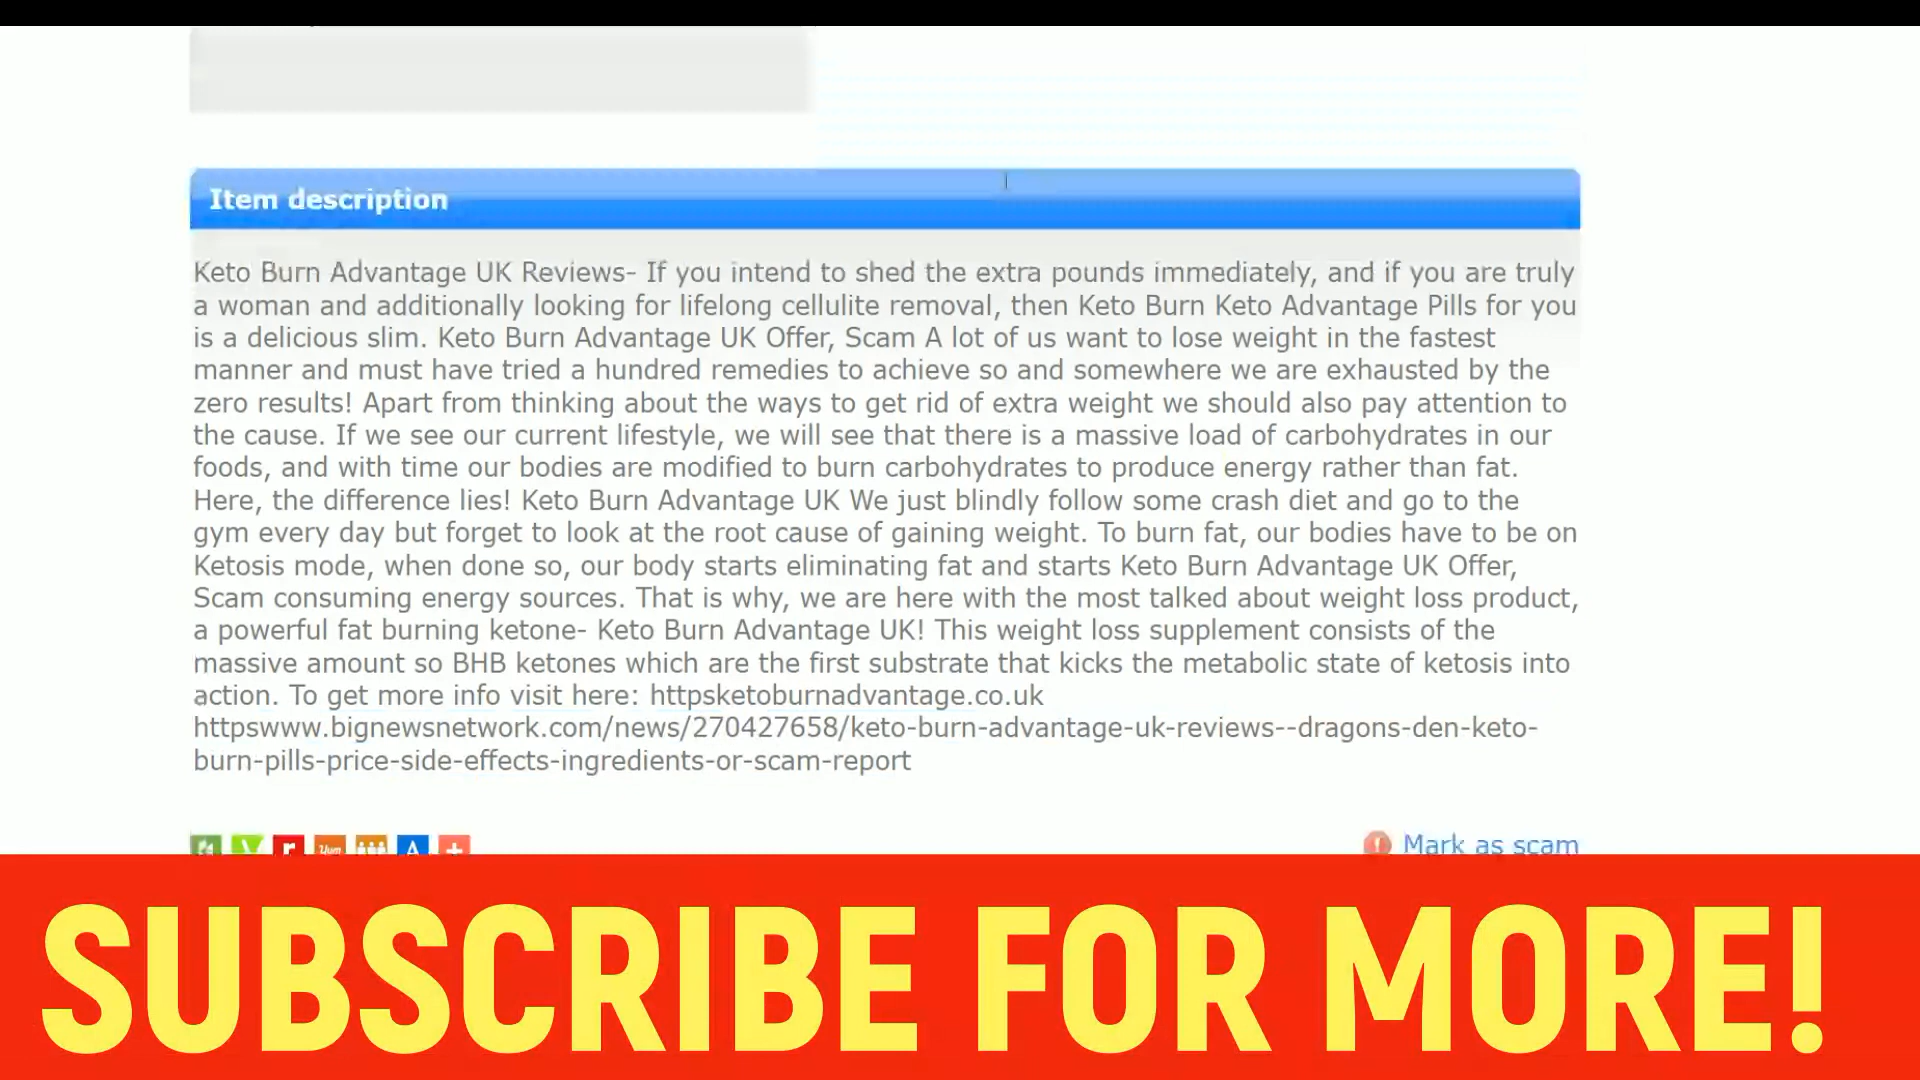 Item description
Keto Burn Advantage UK Reviews- If you intend to shed the extra pounds immediately, and if you are truly
a woman and additionally looking for lifelong cellulite removal, then Keto Burn Keto Advantage Pills for you
is a delicious slim. Keto Burn Advantage UK Offer, Scam A lot of us want to lose weight in the fastest
manner and must have tried a hundred remedies to achieve so and somewhere we are exhausted by the
zero results! Apart from thinking about the ways to get rid of extra weight we should also pay attention to
the cause. If we see our current lifestyle, we will see that there is a massive load of carbohydrates in our
foods, and with time our bodies are modified to burn carbohydrates to produce energy rather than fat.
Here, the difference lies! Keto Burn Advantage UK We just blindly follow some crash diet and go to the
gym every day but forget to look at the root cause of gaining weight. To burn fat, our bodies have to be on
Ketosis mode, when done so, our body starts eliminating fat and starts Keto Burn Advantage UK Offer,
Scam consuming energy sources. That is why, we are here with the most talked about weight loss product,
a powerful fat burning ketone- Keto Burn Advantage UK! This weight loss supplement consists of the
massive amount so BHB ketones which are the first substrate that kicks the metabolic state of ketosis into
action. To get more info visit here: httpsketoburnadvantage.co.uk
httpswww.bignewsnetwork.com/news/270427658/keto-burn-advantage-uk-reviews--dragons-den-keto-
burn-pills-price-side-effects-ingredients-or-scam-report
Mark as scam
SUBSCRIBE FOR MORE!